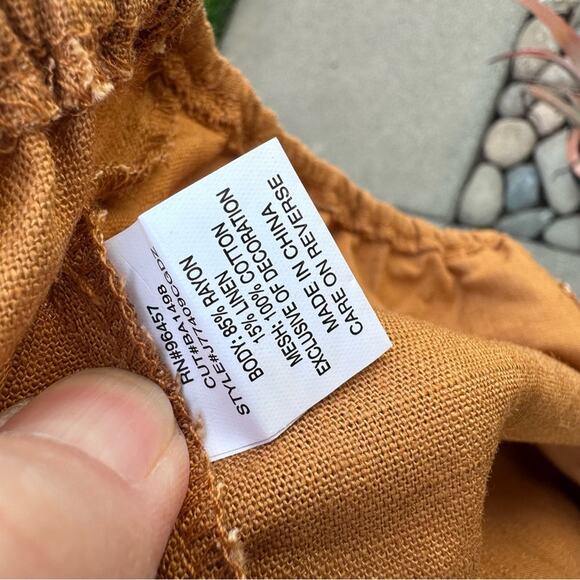 RN#96457
CUT#BA1498
STYLE#J77409CGDZ
BODY: 85% RAYON
15% LINEN
MESH: 100% COTTON
EXCLUSIVE OF DECORATION
MADE IN CHINA
CARE ON REVERSE